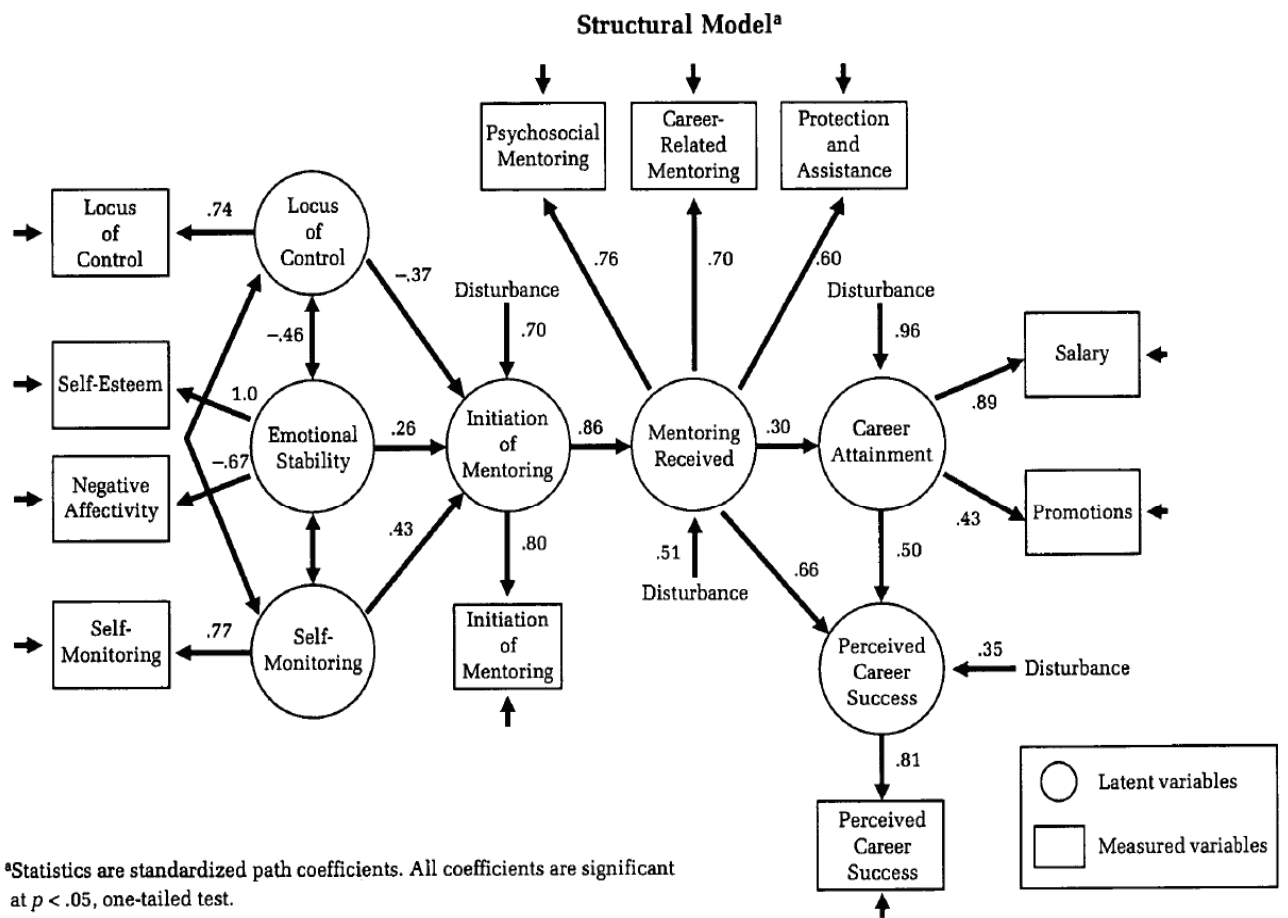 Structural Modelᵃ
Psychosocial
Mentoring
Career-
Related
Mentoring
Protection
and
Assistance
Locus
of
Control
.74
Locus
of
Control
-.37
-.46
Disturbance
.70
.76
.70
.60
Disturbance
.96
Self-Esteem
1.0
Emotional
Stability
.26
Initiation
of
Mentoring
.86
Mentoring
Received
.30
Career
Attainment
.89
Salary
Negative
Affectivity
-.67
.43
.80
.51
Disturbance
.66
.50
.43
Promotions
Self-
Monitoring
.77
Self-
Monitoring
Initiation
of
Mentoring
Perceived
Career
Success
.35
Disturbance
.81
Perceived
Career
Success
Latent variables
Measured variables
ᵃStatistics are standardized path coefficients. All coefficients are significant
at p < .05, one-tailed test.